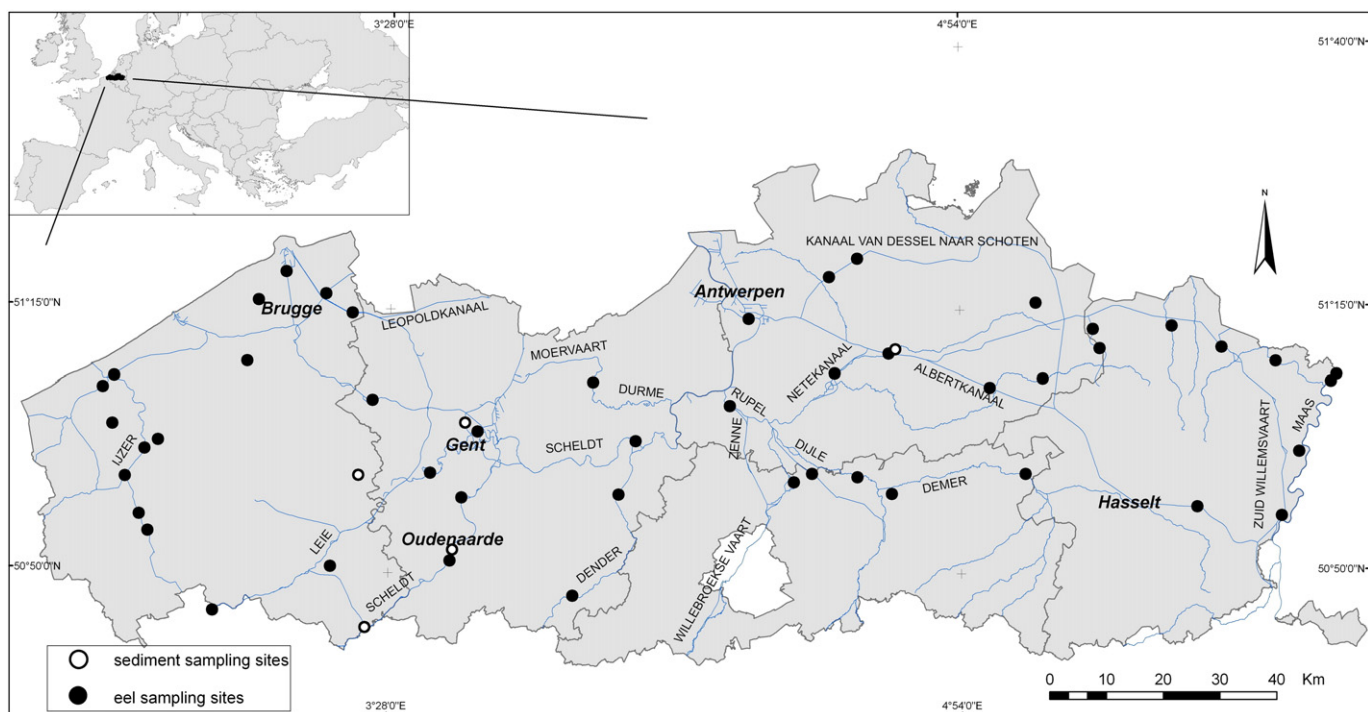 3°28'0"E
4°54'0"E
51°40'0"N
N
KANAAL VAN DESSEL NAAR SCHOTEN
Antwerpen
51°15'0"N
Brugge
LEOPOLDKANAAL
51°15'0"N
MOERVAART
NETEKANAAL
ALBERTKANAAL
DURME
RUPEL
ZUID WILLEMSVAART
MAAS
IJZER
Gent
SCHELDT
ZENNE
DIJLE
DEMER
Hasselt
LEIE
Oudenaarde
50°50'0"N
SCHELDT
DENDER
WILLEBROEKSE VAART
50°50'0"N
sediment sampling sites
eel sampling sites
0 10 20 30 40 Km
3°28'0"E
4°54'0"E